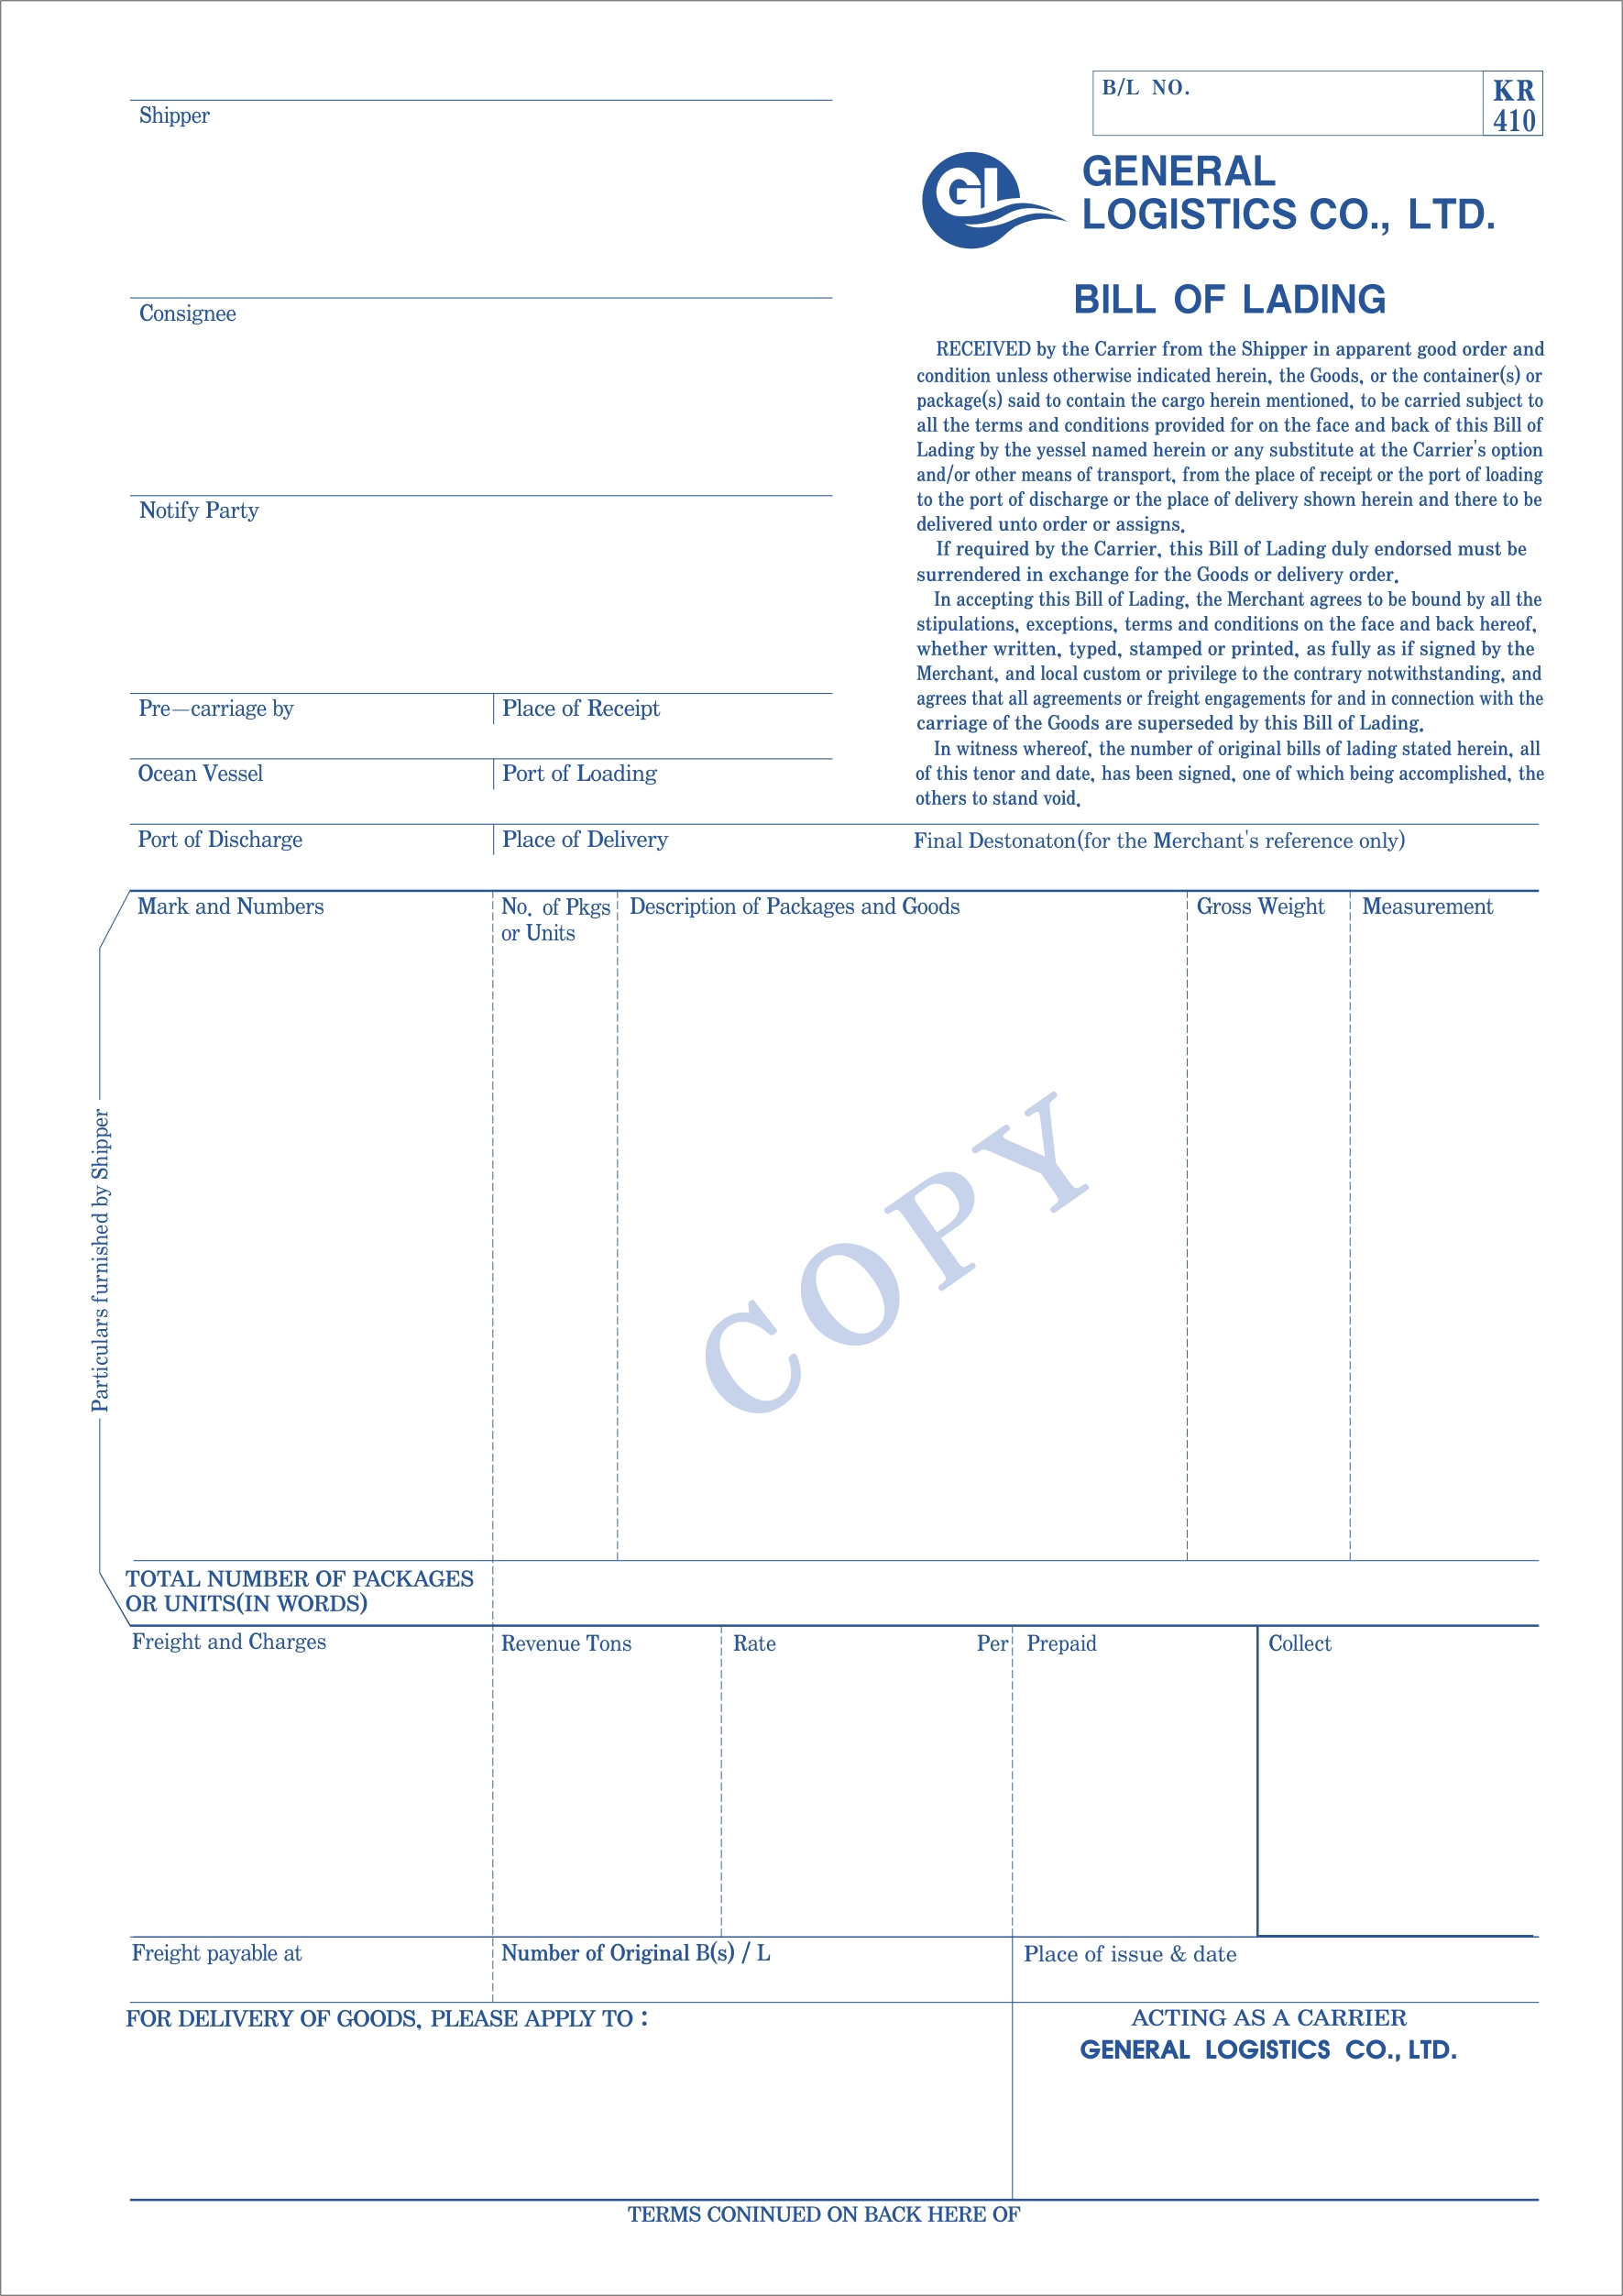 B/L NO.
KR
410
Shipper
GL
GENERAL
LOGISTICS CO., LTD.
BILL OF LADING
Consignee
RECEIVED by the Carrier from the Shipper in apparent good order and
condition unless otherwise indicated herein, the Goods, or the container(s) or
package(s) said to contain the cargo herein mentioned, to be carried subject to
all the terms and conditions provided for on the face and back of this Bill of
Lading by the yessel named herein or any substitute at the Carrier's option
and/or other means of transport, from the place of receipt or the port of loading
to the port of discharge or the place of delivery shown herein and there to be
delivered unto order or assigns.
If required by the Carrier, this Bill of Lading duly endorsed must be
surrendered in exchange for the Goods or delivery order.
In accepting this Bill of Lading, the Merchant agrees to be bound by all the
stipulations, exceptions, terms and conditions on the face and back hereof,
whether written, typed, stamped or printed, as fully as if signed by the
Merchant, and local custom or privilege to the contrary notwithstanding, and
agrees that all agreements or freight engagements for and in connection with the
carriage of the Goods are superseded by this Bill of Lading.
In witness whereof, the number of original bills of lading stated herein, all
of this tenor and date, has been signed, one of which being accomplished, the
others to stand void.
Notify Party
Pre—carriage by
Place of Receipt
Ocean Vessel
Port of Loading
Port of Discharge
Place of Delivery
Final Destonaton(for the Merchant's reference only)
Mark and Numbers
No. of Pkgs
or Units
Description of Packages and Goods
Gross Weight
Measurement
Particulars furnished by Shipper
COPY
TOTAL NUMBER OF PACKAGES
OR UNITS(IN WORDS)
Freight and Charges
Revenue Tons
Rate
Per
Prepaid
Collect
Freight payable at
Number of Original B(s) / L
Place of issue & date
FOR DELIVERY OF GOODS, PLEASE APPLY TO :
ACTING AS A CARRIER
GENERAL LOGISTICS CO., LTD.
TERMS CONINUED ON BACK HERE OF